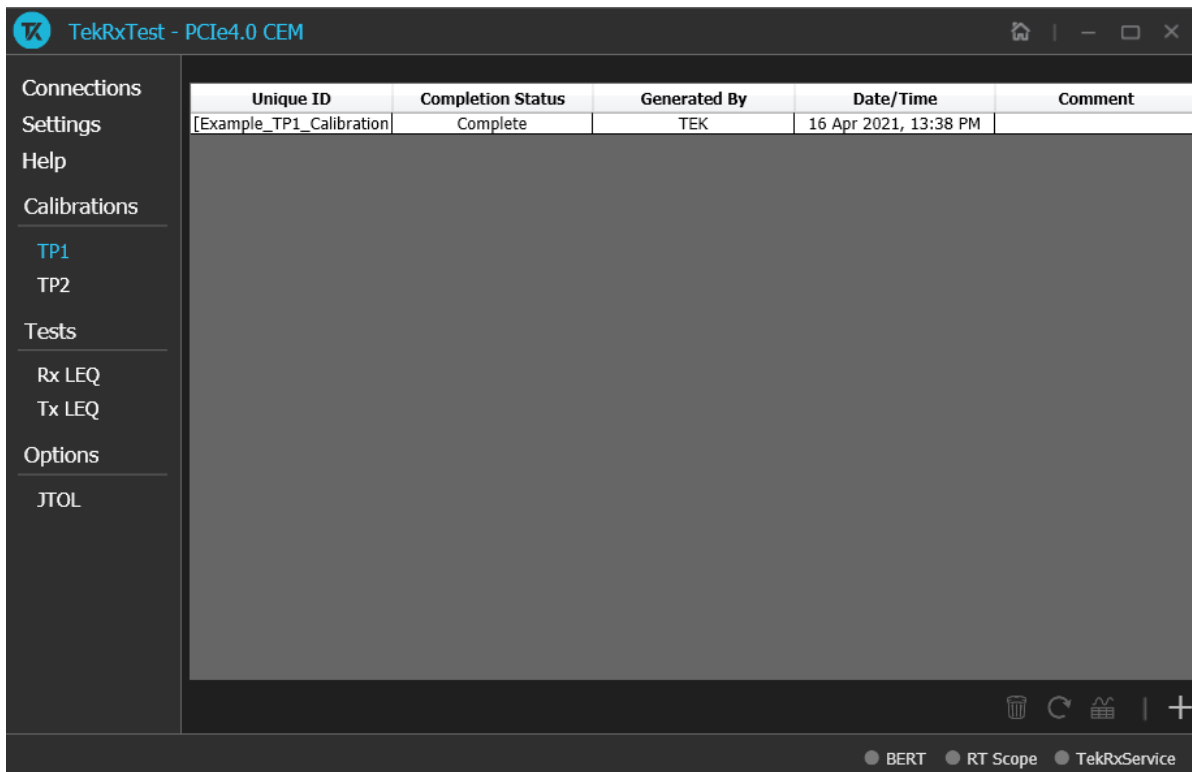 TekRxTest - PCIe4.0 CEM
Connections
Settings
Help
Calibrations
TP1
TP2
Tests
Rx LEQ
Tx LEQ
Options
JTOL
Unique ID Completion Status Generated By Date/Time Comment
[Example_TP1_Calibration Complete TEK 16 Apr 2021, 13:38 PM
BERT RT Scope TekRxService